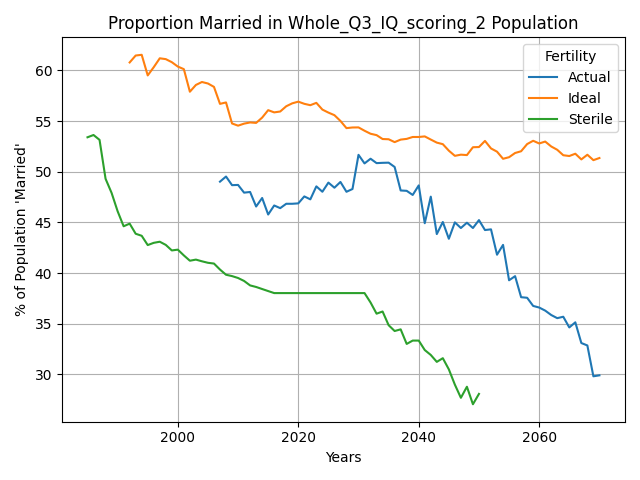 Proportion Married in Whole_Q3_IQ_scoring_2 Population
% of Population 'Married'
60
55
50
45
40
35
30
Fertility
Actual
Ideal
Sterile
2000
2020
2040
2060
Years